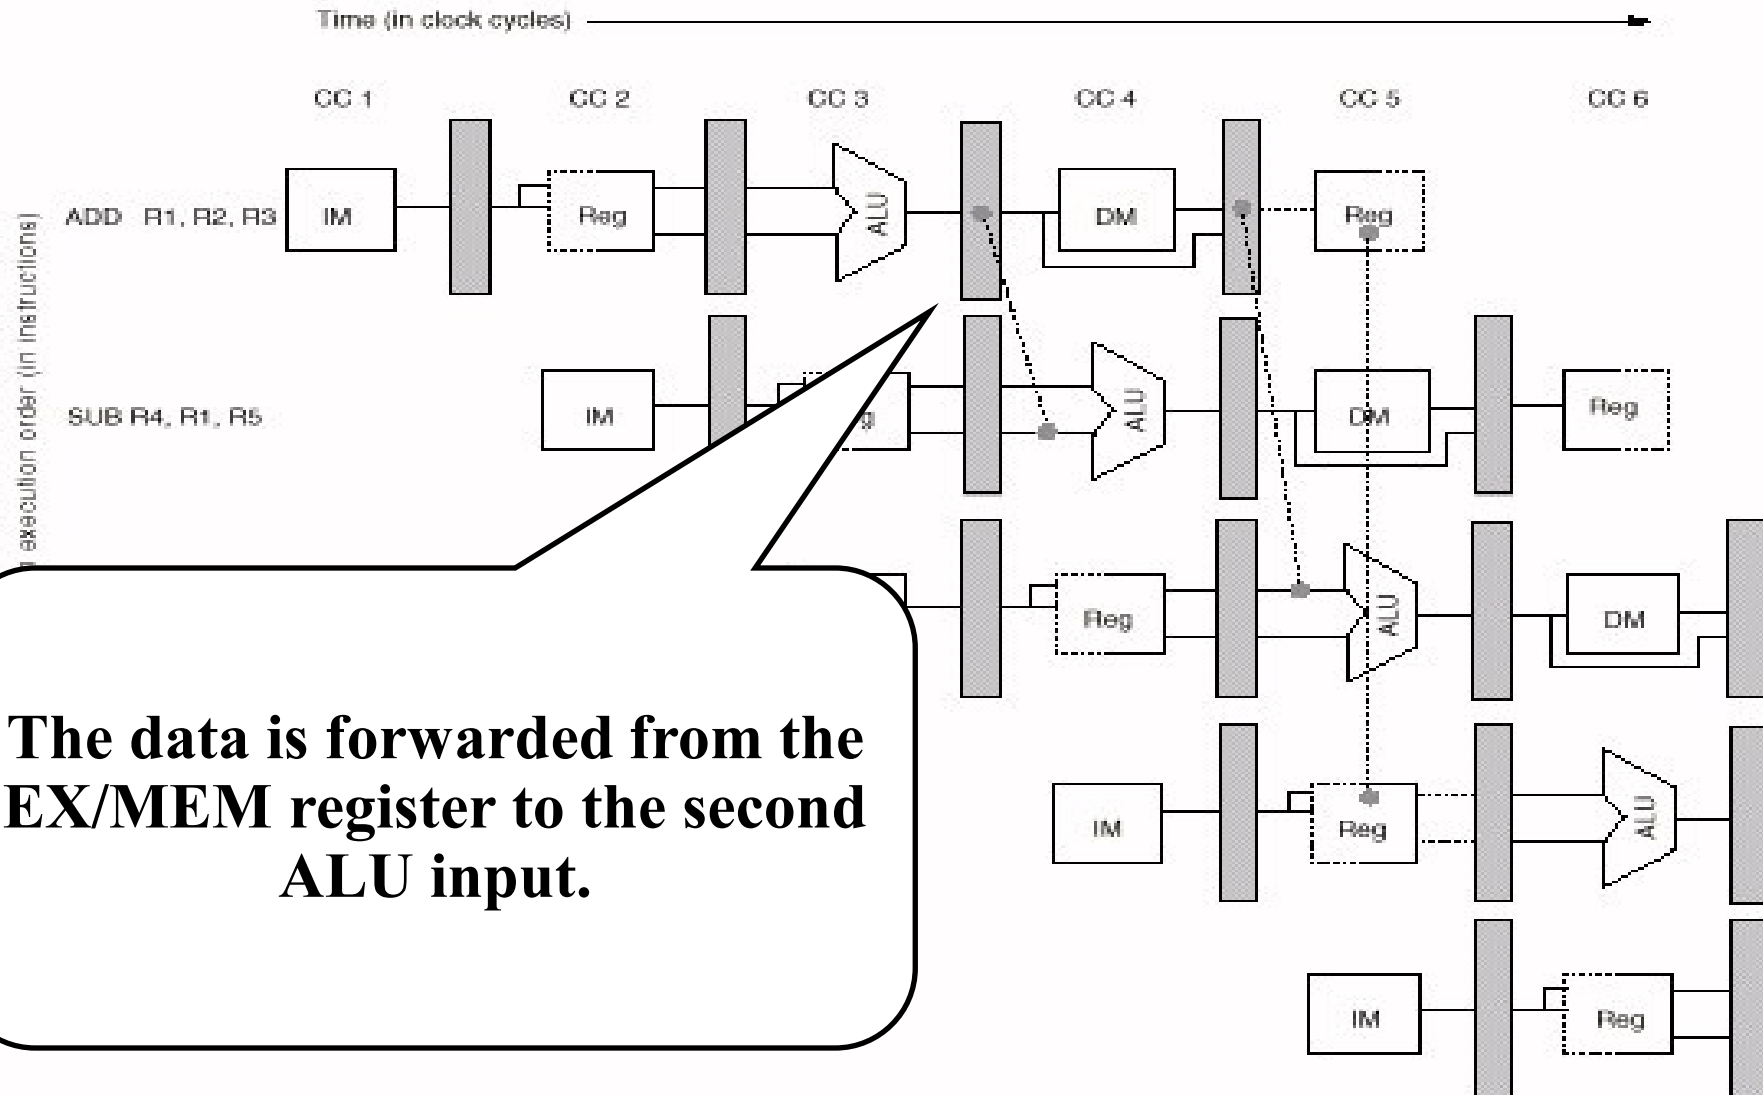 Time (in clock cycles)
CC 1 CC 2 CC 3 CC 4 CC 5 CC 6
ADD R1, R2, R3 IM Reg ALU DM Reg
SUB R4, R1, R5 IM g ALU DM Reg
execution order (in instructions)
Reg ALU DM
IM Reg ALU
IM Reg
The data is forwarded from the
EX/MEM register to the second
ALU input.